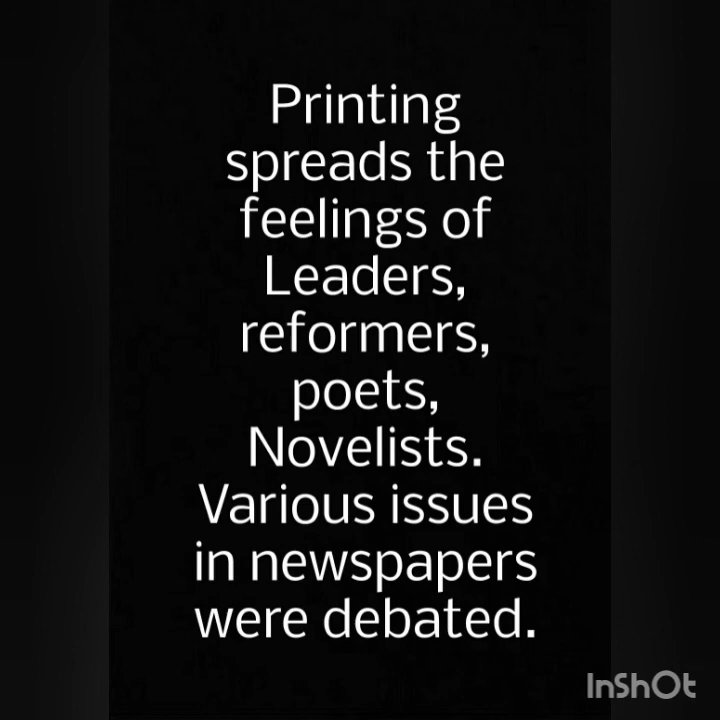 Printing
spreads the
feelings of
Leaders,
reformers,
poets,
Novelists.
Various issues
in newspapers
were debated.
InShOt